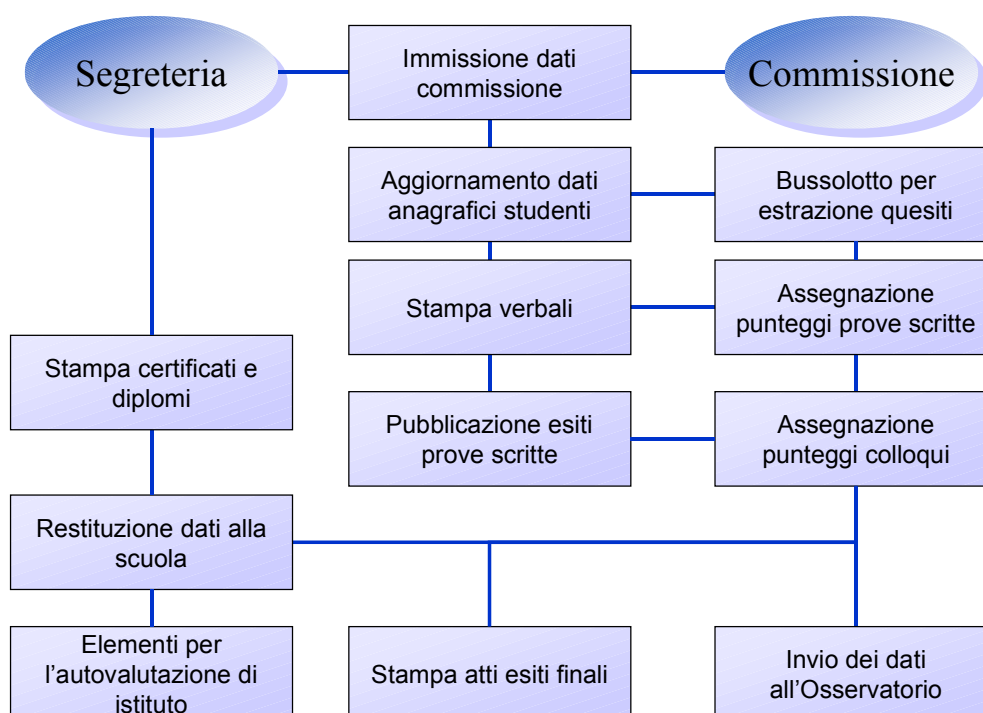 Segreteria
Immissione dati
commissione
Commissione
Aggiornamento dati
anagrafici studenti
Bussolotto per
estrazione quesiti
Stampa verbali
Assegnazione
punteggi prove scritte
Stampa certificati e
diplomi
Pubblicazione esiti
prove scritte
Assegnazione
punteggi colloqui
Restituzione dati alla
scuola
Elementi per
l’autovalutazione di
istituto
Stampa atti esiti finali
Invio dei dati
all’Osservatorio